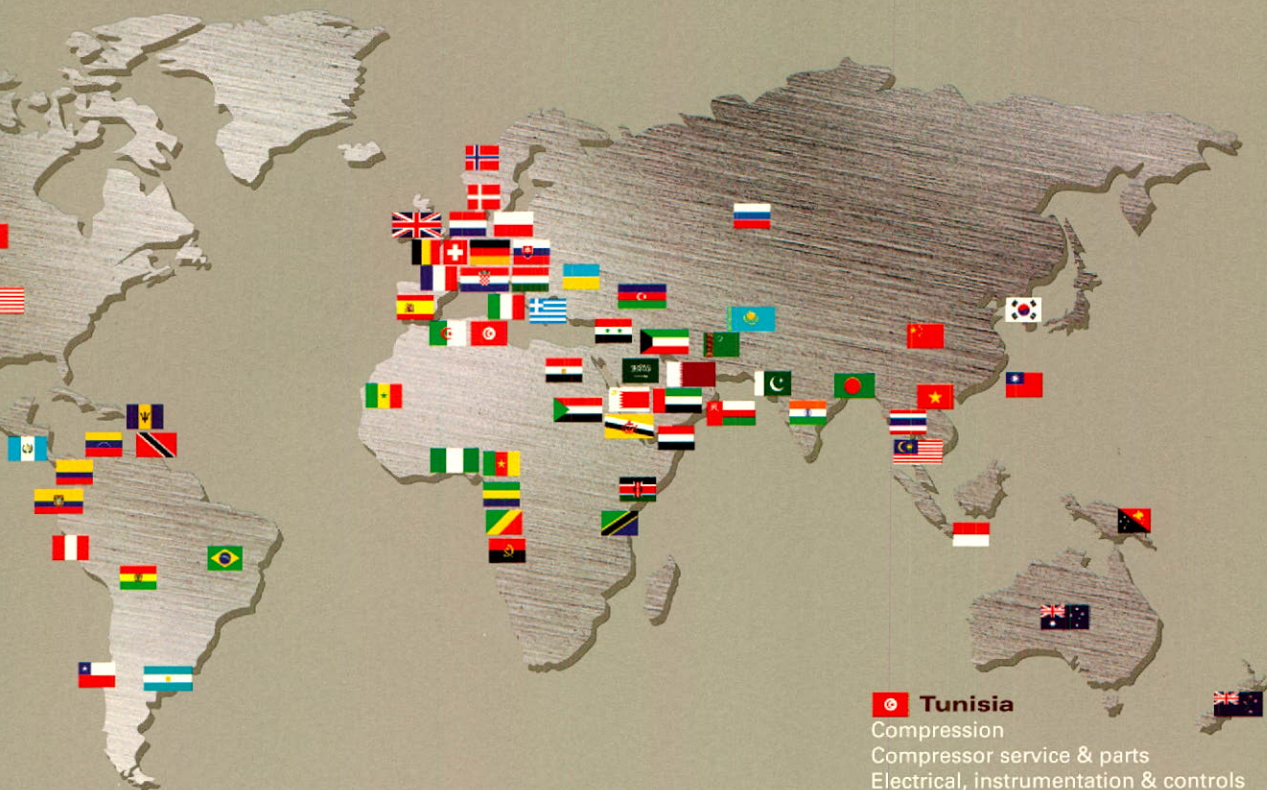 Tunisia
Compression
Compressor service & parts
Electrical, instrumentation & controls